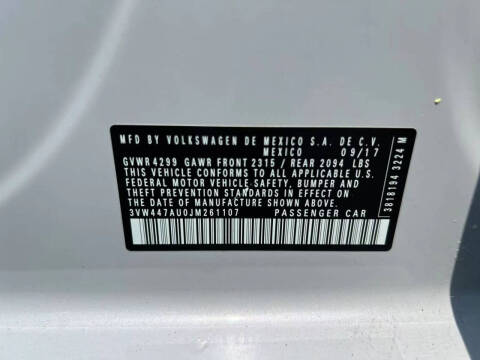 MFD BY VOLKSWAGEN DE MEXICO S.A. DE C.V.
MEXICO 09/17
GVWR 4299 GAWR FRONT 2315 / REAR 2094 LBS
THIS VEHICLE CONFORMS TO ALL APPLICABLE U.S.
FEDERAL MOTOR VEHICLE SAFETY, BUMPER AND
THEFT PREVENTION STANDARDS IN EFFECT ON
THE DATE OF MANUFACTURE SHOWN ABOVE
3VW447AU0JM261107 PASSENGER CAR
3818194 3224 M